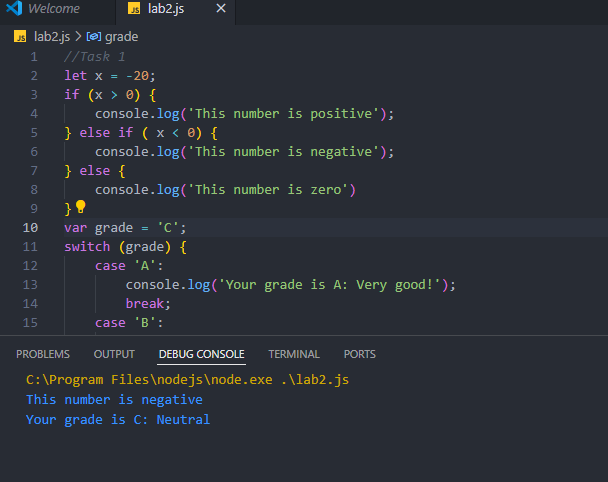 Welcome
JS lab2.js
JS lab2.js > grade
1 //Task 1
2 let x = -20;
3 if (x > 0) {
4     console.log('This number is positive');
5 } else if ( x < 0) {
6     console.log('This number is negative');
7 } else {
8     console.log('This number is zero')
9 }
10 var grade = 'C';
11 switch (grade) {
12     case 'A':
13         console.log('Your grade is A: Very good!');
14         break;
15     case 'B':
PROBLEMS OUTPUT DEBUG CONSOLE TERMINAL PORTS
C:\Program Files\nodejs\node.exe .\lab2.js
This number is negative
Your grade is C: Neutral